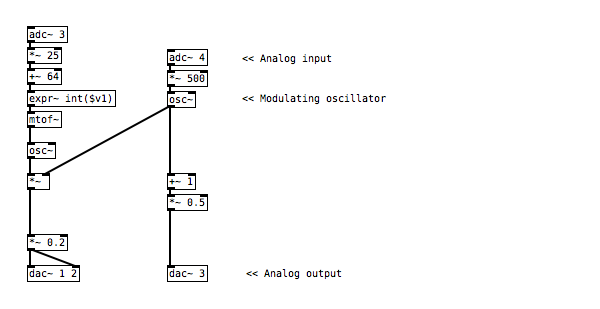 adc~ 3
*~ 25
+~ 64
expr~ int($v1)
mtof~
osc~
*~
*~ 0.2
dac~ 1 2
adc~ 4
*~ 500
osc~
+~ 1
*~ 0.5
dac~ 3
<< Analog input
<< Modulating oscillator
<< Analog output